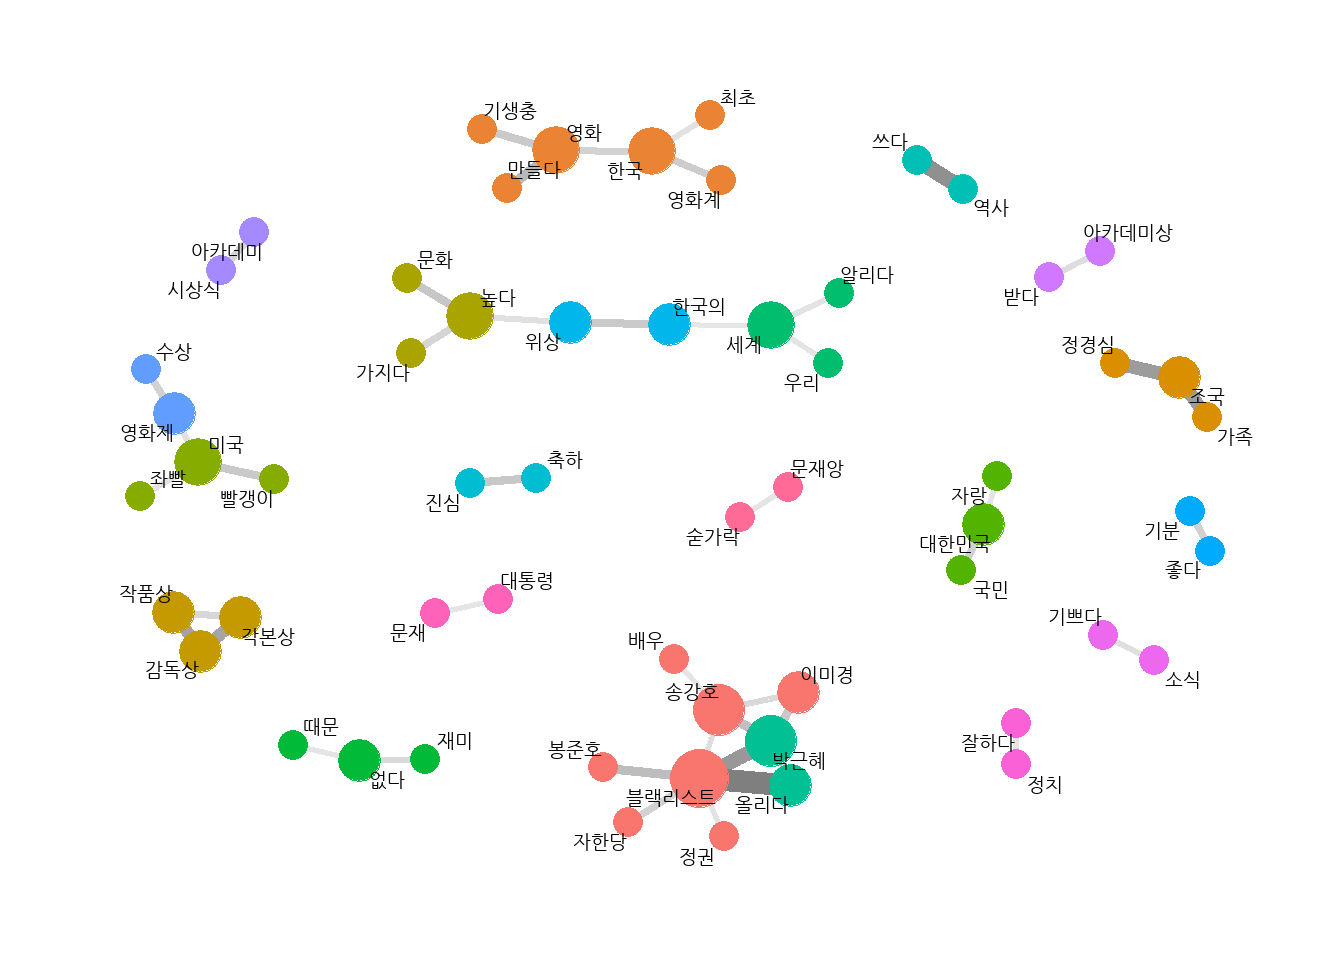 최초
기생충
영화
쓰다
만들다
한국
영화계
역사
아카데미상
아카데미
문화
알리다
시상식
높다
받다
한국의
위상
세계
정경심
수상
가지다
우리
조국
영화제
가족
미국
축하
문재앙
좌빨
빨갱이
자랑
진심
기분
숟가락
대한민국
좋다
대통령
국민
작품상
기쁘다
문재
각본상
배우
감독상
이미경
소식
송강호
때문
재미
잘하다
봉준호
박근혜
없다
정치
블랙리스트
올리다
자한당
정권